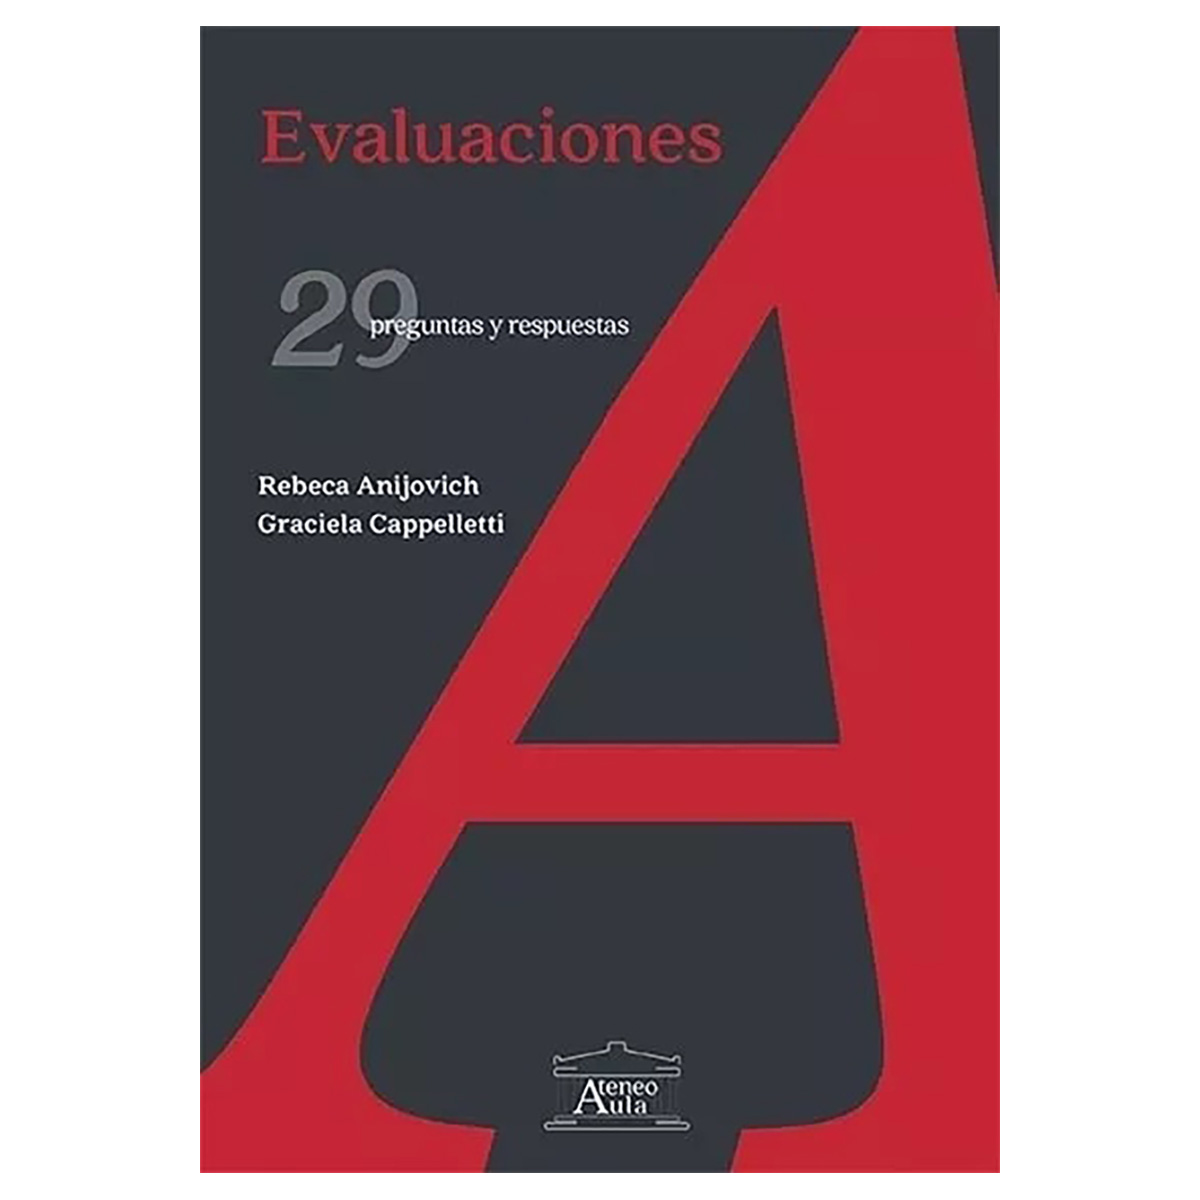 Evaluaciones
29 preguntas y respuestas
Rebeca Anijovich
Graciela Cappelletti
A
Ateneo
Aula